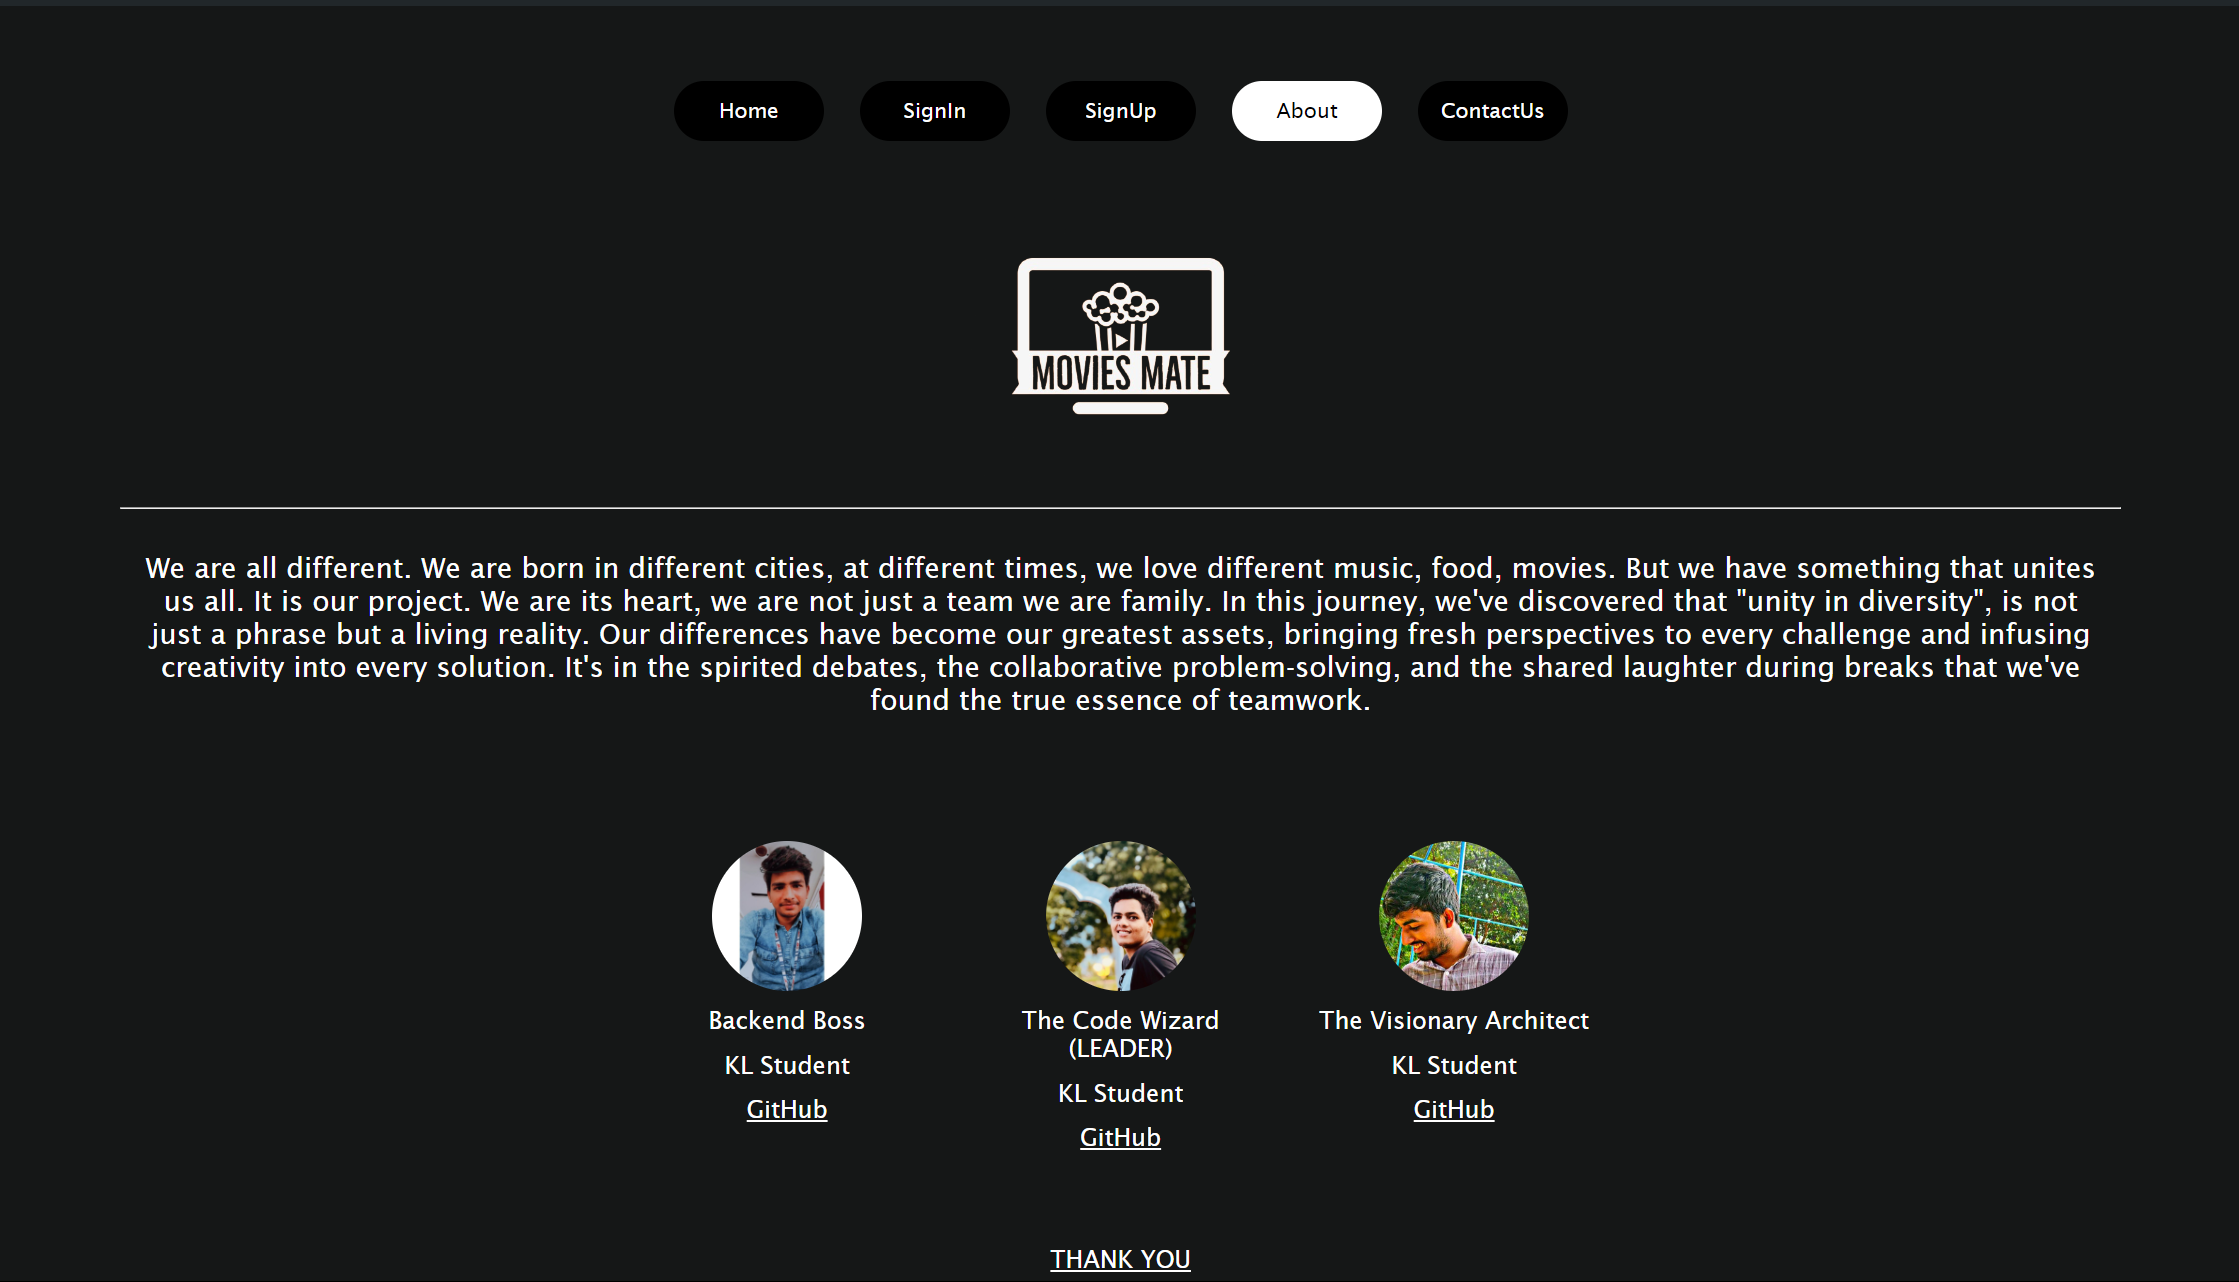 Home SignIn SignUp About ContactUs
MOVIES MATE
We are all different. We are born in different cities, at different times, we love different music, food, movies. But we have something that unites
us all. It is our project. We are its heart, we are not just a team we are family. In this journey, we've discovered that "unity in diversity", is not
just a phrase but a living reality. Our differences have become our greatest assets, bringing fresh perspectives to every challenge and infusing
creativity into every solution. It's in the spirited debates, the collaborative problem-solving, and the shared laughter during breaks that we've
found the true essence of teamwork.
Backend Boss
KL Student
GitHub
The Code Wizard
(LEADER)
KL Student
GitHub
The Visionary Architect
KL Student
GitHub
THANK YOU